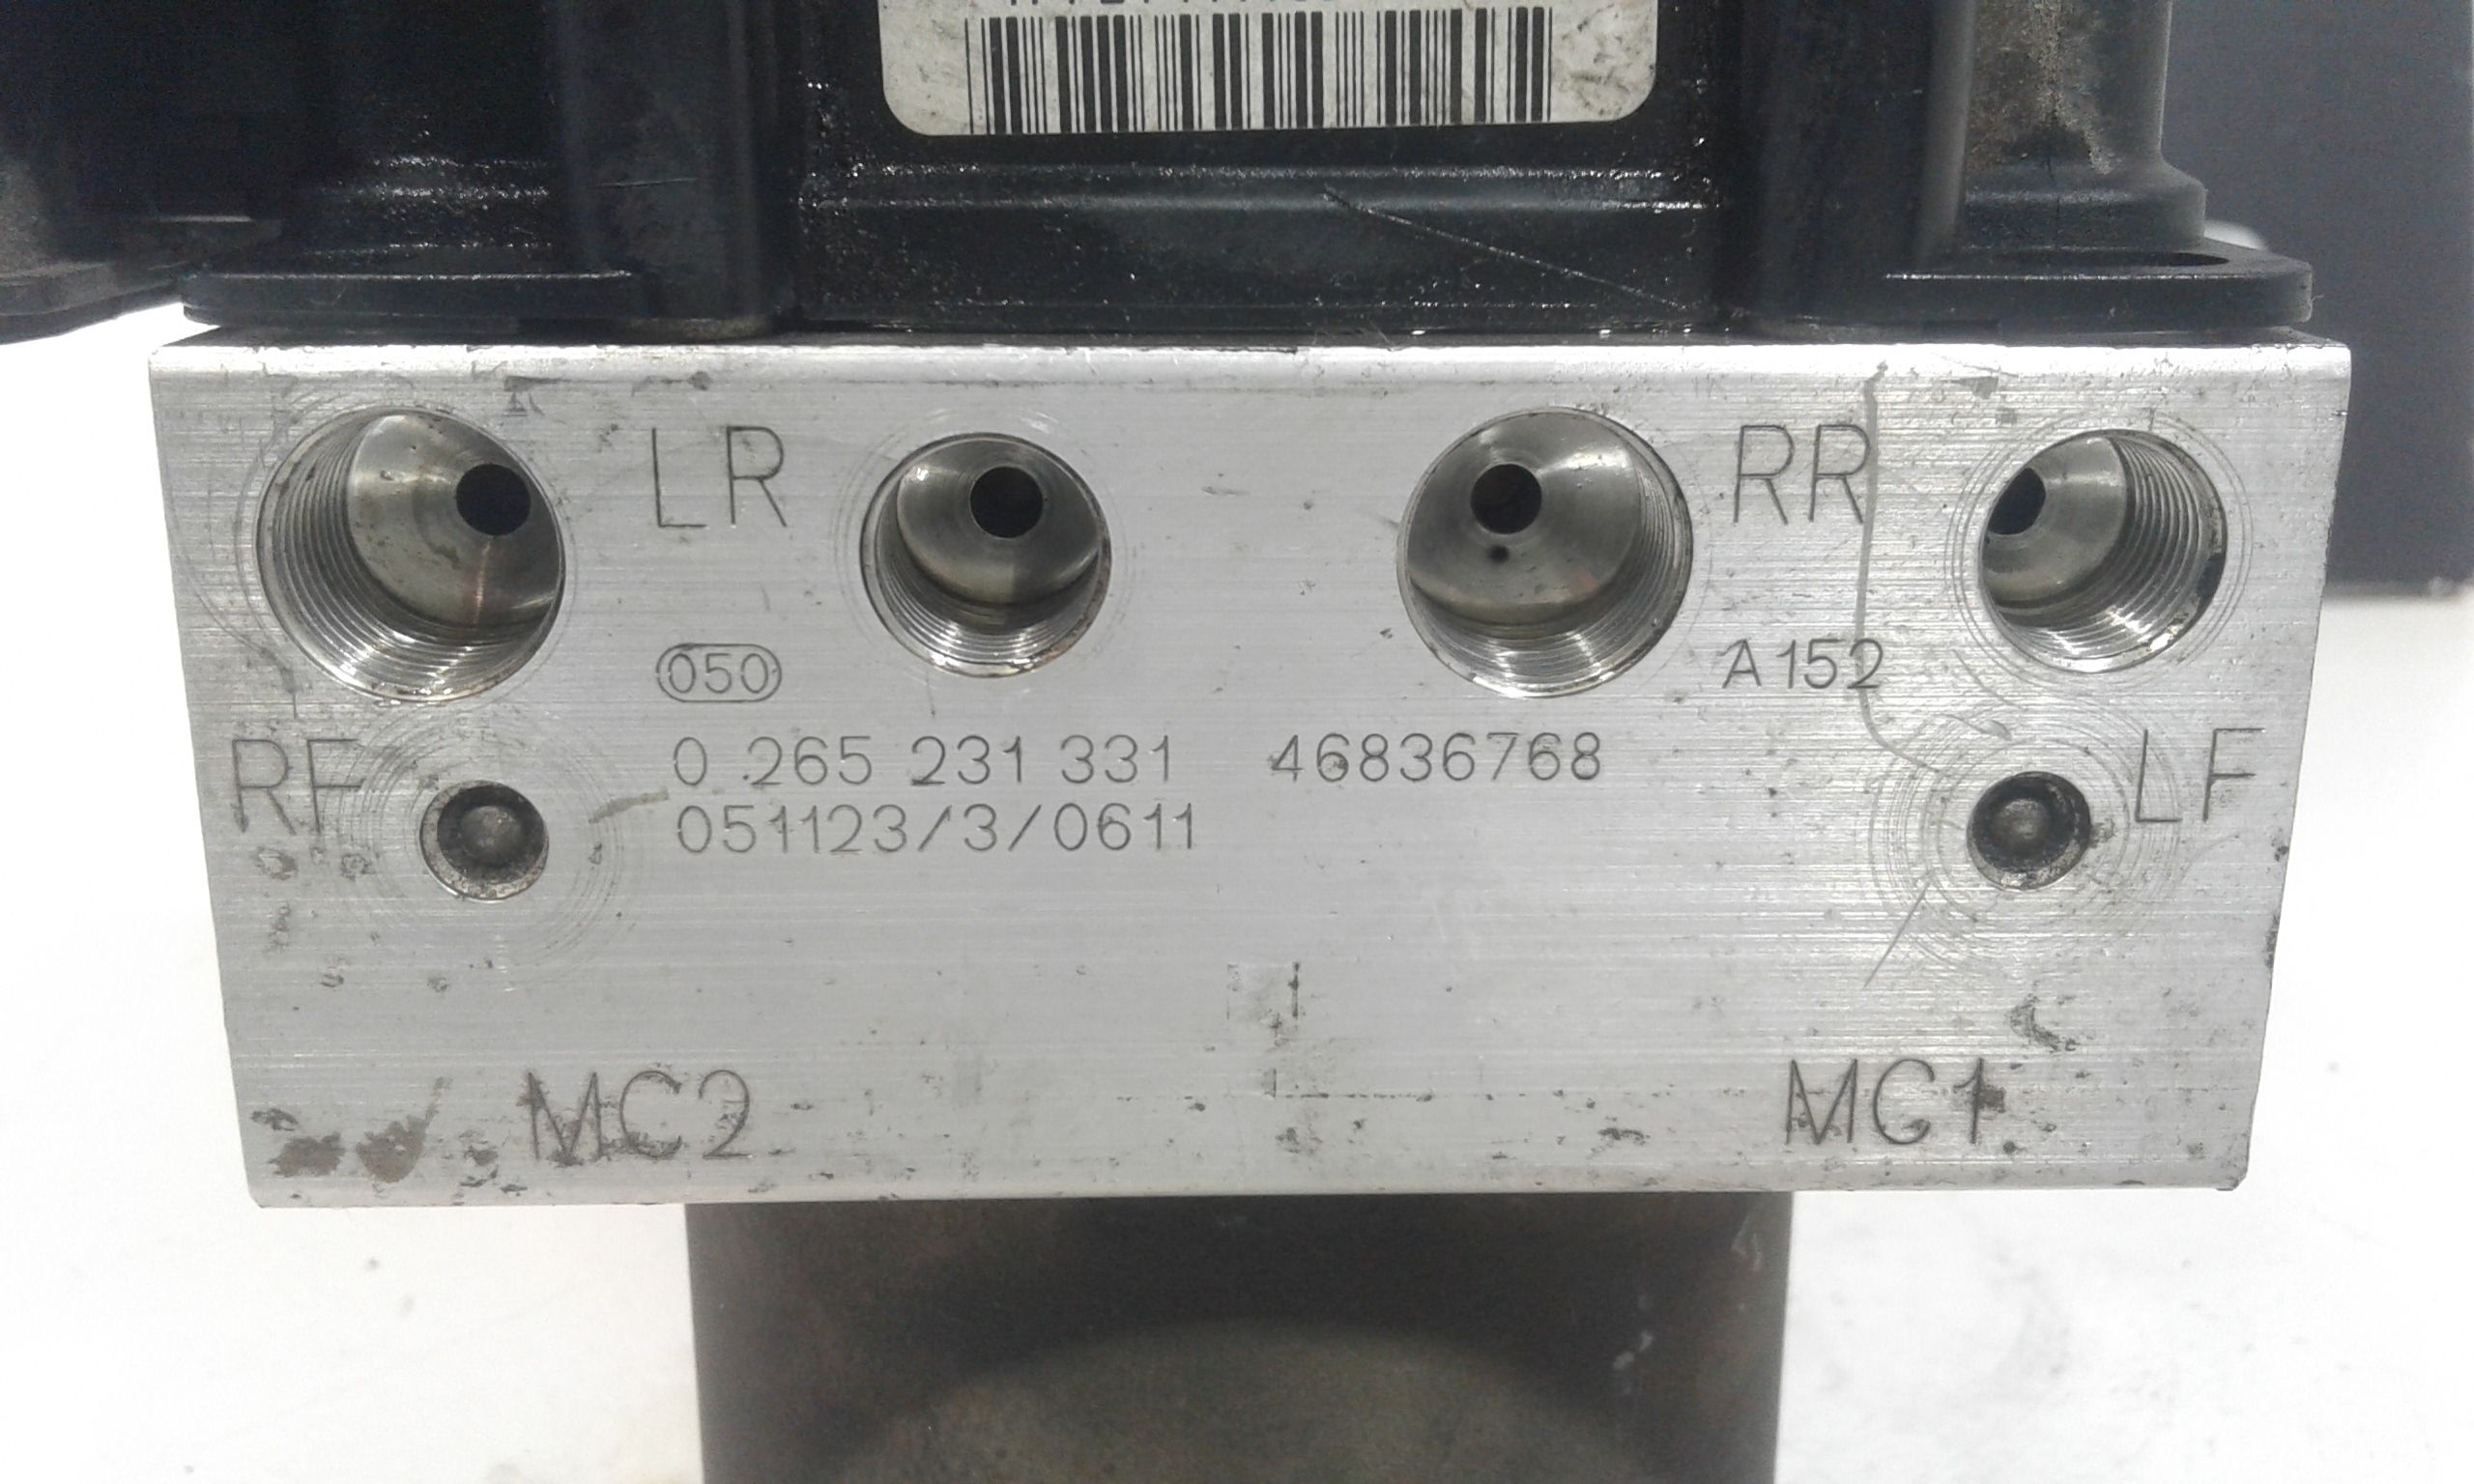 LR RR
050 A152
RF 0 265 231 331 46836768 LF
051123/3/0611
MC2 MC1